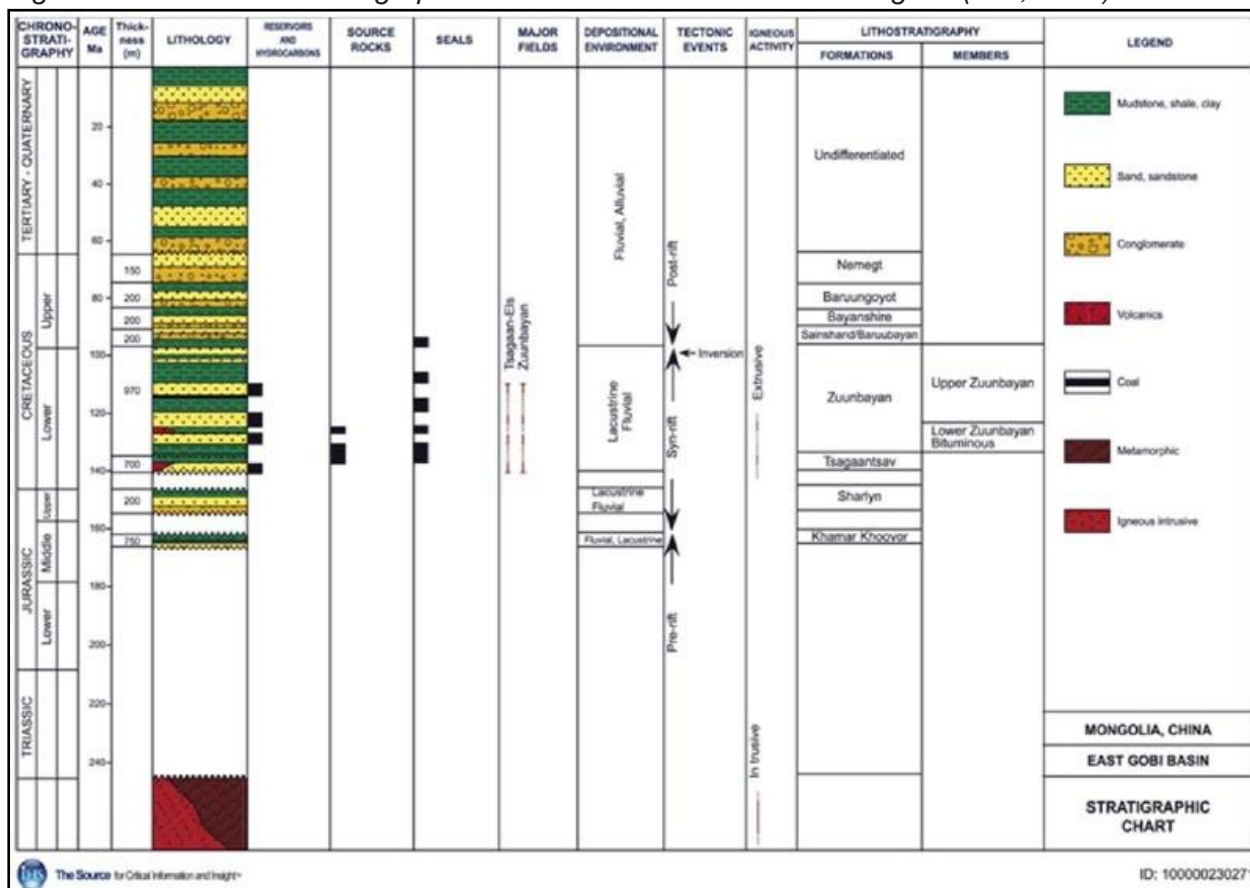 CHRONO-
STRATI-
GRAPHY
AGE
Ma
Thick-
ness
(m)
LITHOLOGY
RESERVOIRS
AND
HYDROCARBONS
SOURCE
ROCKS
SEALS
MAJOR
FIELDS
DEPOSITIONAL
ENVIRONMENT
TECTONIC
EVENTS
IGNEOUS
ACTIVITY
LITHOSTRATIGRAPHY
FORMATIONS
MEMBERS
LEGEND
TERTIARY - QUATERNARY
CRETACEOUS
Upper
Lower
JURASSIC
Upper
Middle
Lower
TRIASSIC
20
40
60
80
100
120
140
160
180
200
220
240
150
200
200
200
970
700
200
750
Tsagaan-Els
Zuunbayan
Fluvial, Alluvial
Lacustrine
Fluvial
Lacustrine
Fluvial
Fluvial, Lacustrine
Post-rift
Inversion
Syn-rift
Pre-rift
Extrusive
In trusive
Undifferentiated
Nemegt
Baruungoyot
Bayanshire
Sainshand/Baruubayan
Zuunbayan
Tsagaantsav
Sharlyn
Khamar Khoovor
Upper Zuunbayan
Lower Zuunbayan
Bituminous
Mudstone, shale, clay
Sand, sandstone
Conglomerate
Volcanics
Coal
Metamorphic
Igneous intrusive
MONGOLIA, CHINA
EAST GOBI BASIN
STRATIGRAPHIC
CHART
IHS The Source for Critical Information and Insight
ID: 10000023027